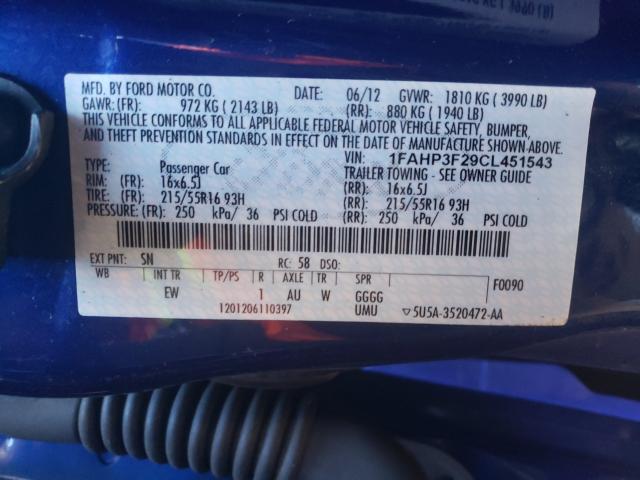 MFD. BY FORD MOTOR CO. DATE: 06/12 GVWR: 1810 KG ( 3990 LB)
GAWR: (FR): 972 KG ( 2143 LB) (RR): 880 KG ( 1940 LB)
THIS VEHICLE CONFORMS TO ALL APPLICABLE FEDERAL MOTOR VEHICLE SAFETY, BUMPER,
AND THEFT PREVENTION STANDARDS IN EFFECT ON THE DATE OF MANUFACTURE SHOWN ABOVE.
VIN: 1FAHP3F29CL451543
TYPE: Passenger Car TRAILER TOWING - SEE OWNER GUIDE
RIM: (FR): 16x6.5J (RR): 16x6.5J
TIRE: (FR): 215/55R16 93H (RR): 215/55R16 93H
PRESSURE: (FR): 250 kPa/ 36 PSI COLD (RR): 250 kPa/ 36 PSI COLD
EXT PNT: SN RC: 58 DSO: F0090
WB INT TR TP/PS R AXLE TR SPR
EW 1 AU W GGGG
1201206110397 UMU ▽5U5A-3520472-AA